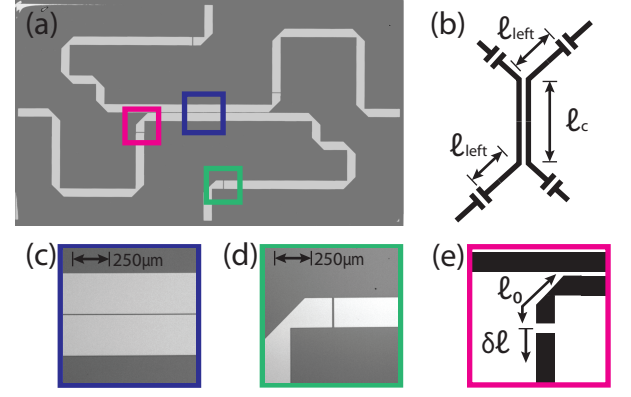 (a)
(b)
ℓleft
ℓc
ℓleft
(c)
250μm
(d)
250μm
(e)
ℓ0
δℓ